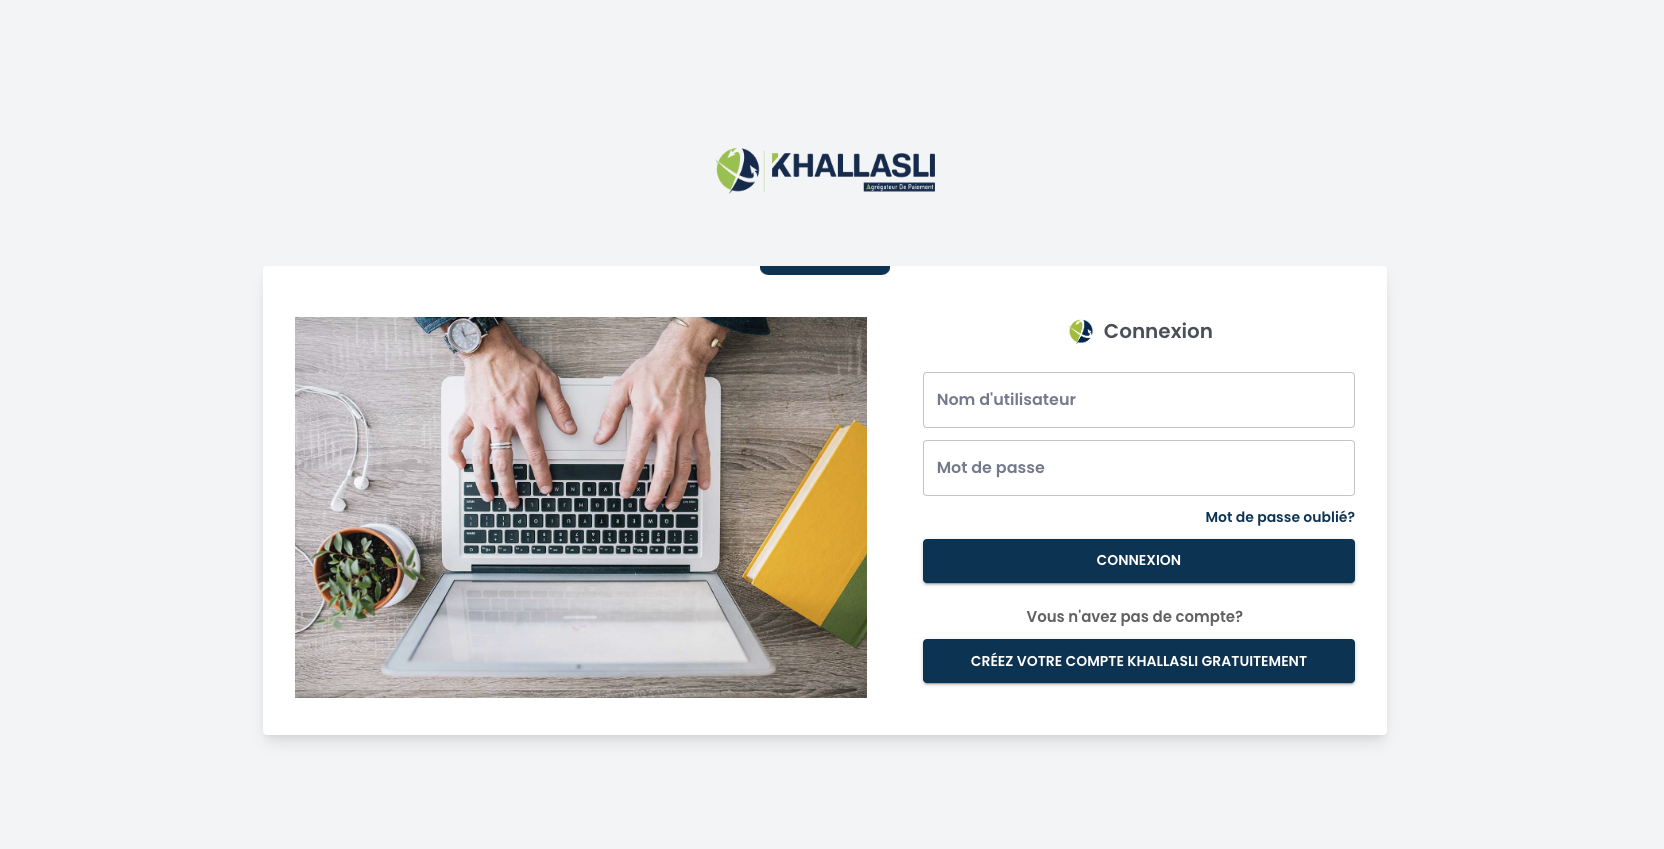 KHALLASLI
Agrégateur De Paiement
Connexion
Nom d'utilisateur
Mot de passe
Mot de passe oublié?
CONNEXION
Vous n'avez pas de compte?
CRÉEZ VOTRE COMPTE KHALLASLI GRATUITEMENT